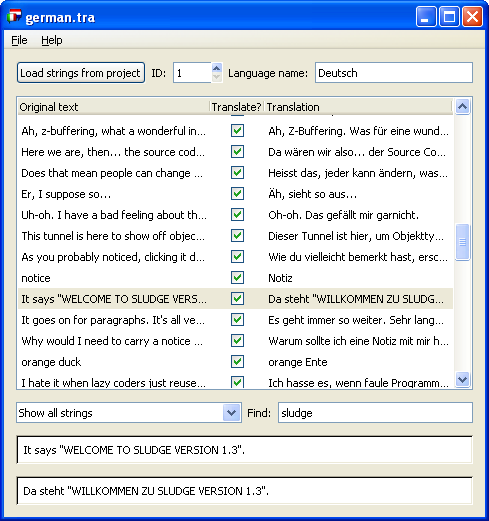 german.tra
File Help
Load strings from project ID: 1 Language name: Deutsch
Original text Translate? Translation
Ah, z-buffering, what a wonderful in... Ah, Z-Buffering. Was für eine wund...
Here we are, then... the source cod... Da wären wir also... der Source Co...
Does that mean people can change ... Heisst das, jeder kann ändern, was...
Er, I suppose so... Äh, sieht so aus...
Uh-oh. I have a bad feeling about th... Oh-oh. Das gefällt mir garnicht.
This tunnel is here to show off objec... Dieser Tunnel ist hier, um Objektty...
As you probably noticed, clicking it d... Wie du vielleicht bemerkt hast, ersc...
notice Notiz
It says "WELCOME TO SLUDGE VERS... Da steht "WILLKOMMEN ZU SLUDG...
It goes on for paragraphs. It's all ve... Es geht immer so weiter. Sehr lang...
Why would I need to carry a notice ... Warum sollte ich eine Notiz mit mir h...
orange duck orange Ente
I hate it when lazy coders just reuse... Ich hasse es, wenn faule Programm...
Show all strings Find: sludge
It says "WELCOME TO SLUDGE VERSION 1.3".
Da steht "WILLKOMMEN ZU SLUDGE VERSION 1.3".